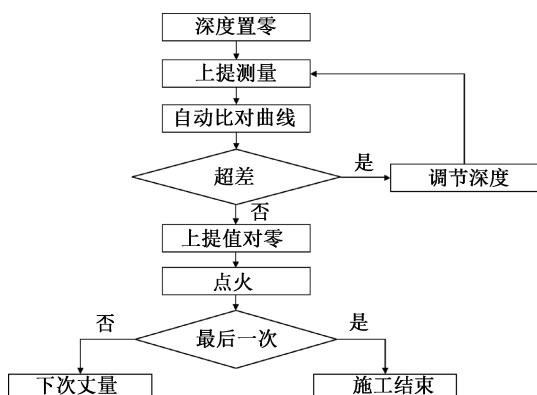 深度置零
上提测量
自动比对曲线
超差
是
调节深度
否
上提值对零
点火
最后一次
否
是
下次丈量
施工结束